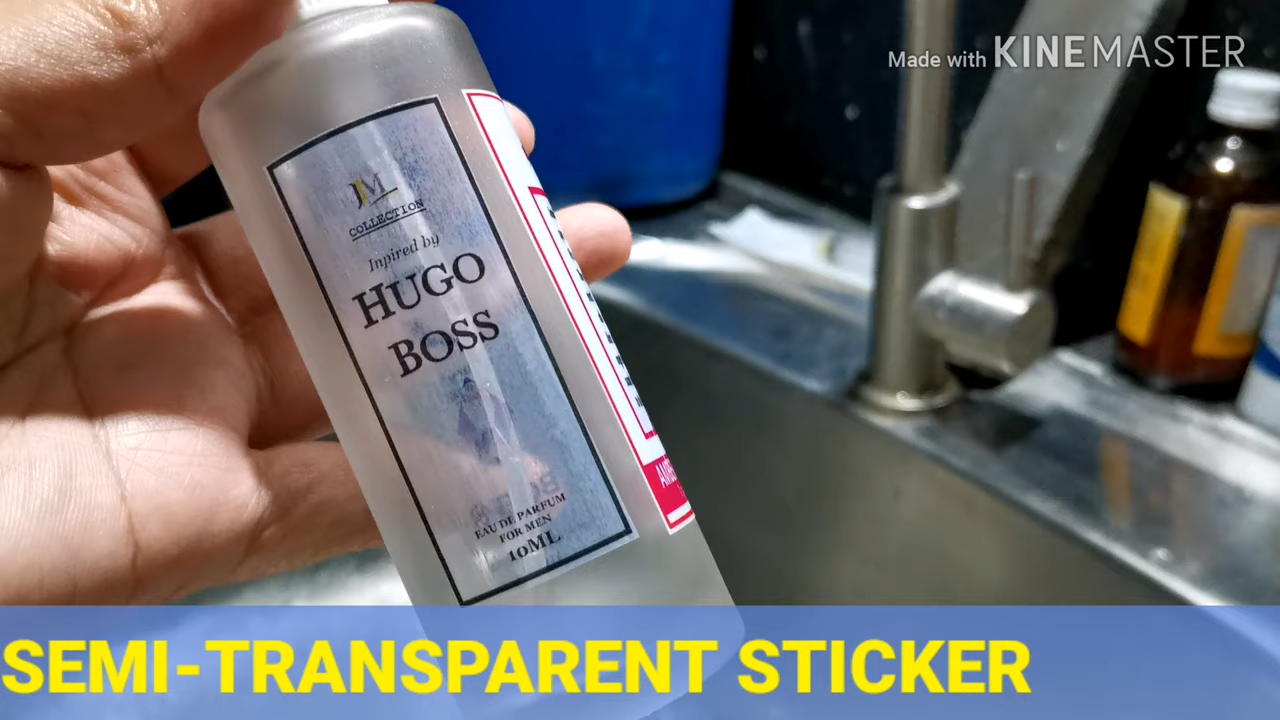 Made with KINEMASTER
JM
COLLECTION
Inpired by
HUGO
BOSS
EAU DE PARFUM
FOR MEN
10ML
SEMI-TRANSPARENT STICKER